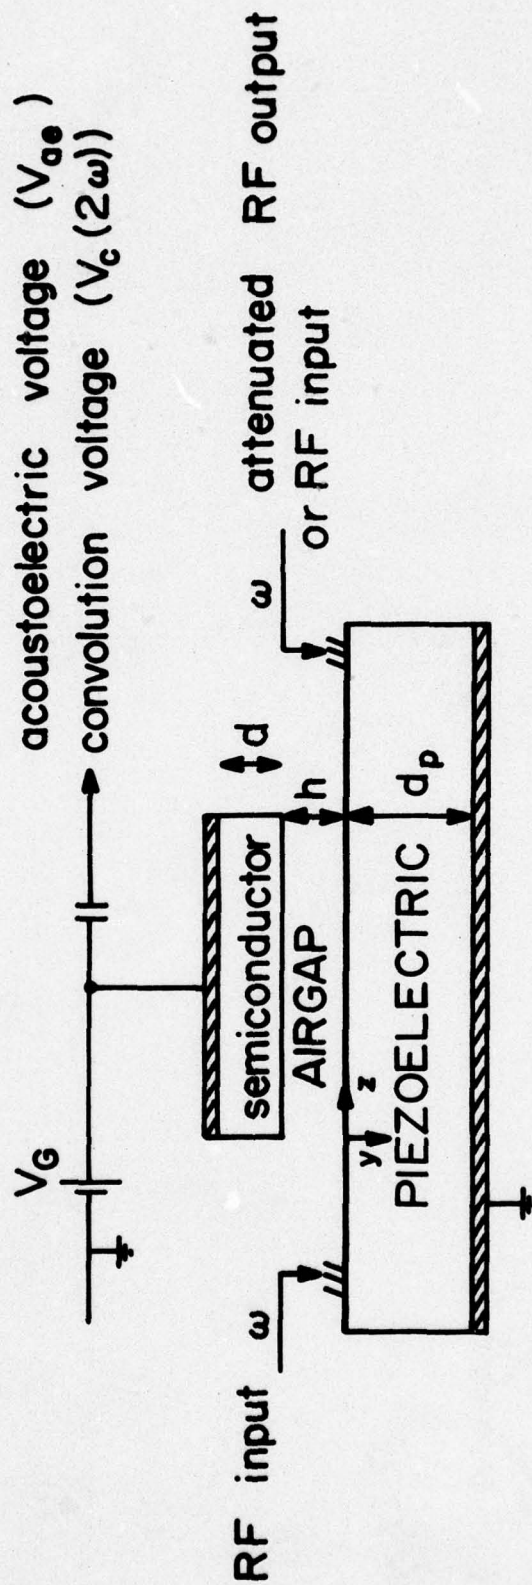 acoustoelectric voltage (Vae)
convolution voltage (Vc(2ω))
VG
RF input ω
semiconductor
d
AIRGAP
h
ω attenuated RF output
or RF input
z
y
PIEZOELECTRIC
dp